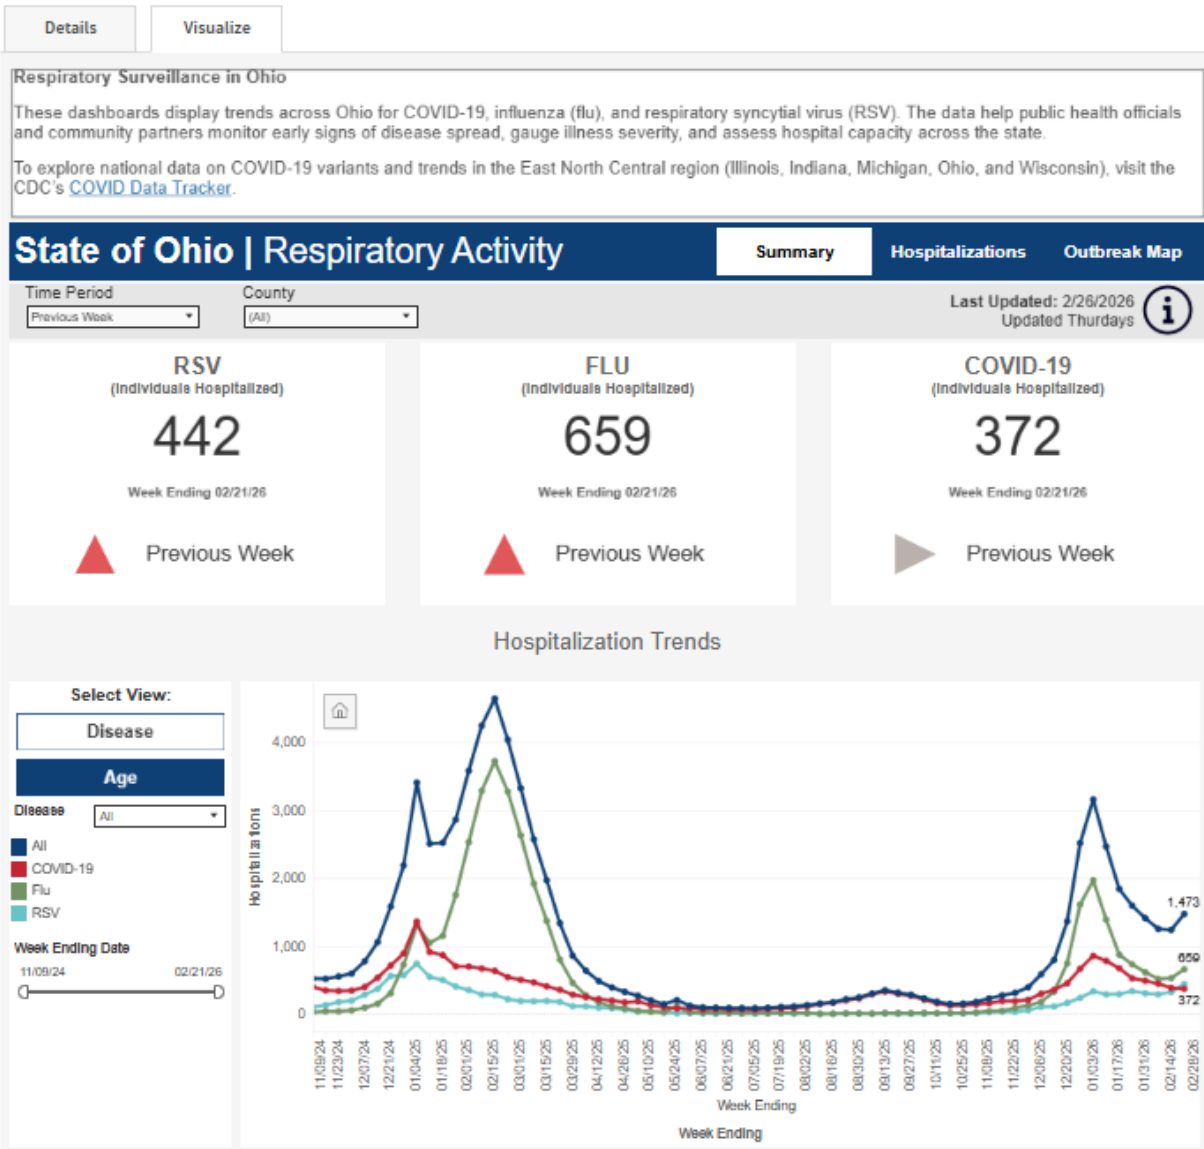 Details
Visualize
Respiratory Surveillance in Ohio
These dashboards display trends across Ohio for COVID-19, influenza (flu), and respiratory syncytial virus (RSV). The data help public health officials
and community partners monitor early signs of disease spread, gauge illness severity, and assess hospital capacity across the state.
To explore national data on COVID-19 variants and trends in the East North Central region (Illinois, Indiana, Michigan, Ohio, and Wisconsin), visit the
CDC's COVID Data Tracker.
State of Ohio | Respiratory Activity
Summary
Hospitalizations
Outbreak Map
Time Period
County
Previous Week
(All)
Last Updated: 2/26/2026
Updated Thurdays
i
RSV
(Individuals Hospitalized)
442
Week Ending 02/21/26
Previous Week
FLU
(Individuals Hospitalized)
659
Week Ending 02/21/26
Previous Week
COVID-19
(Individuals Hospitalized)
372
Week Ending 02/21/26
Previous Week
Hospitalization Trends
Select View:
Disease
Age
Disease
All
All
COVID-19
Flu
RSV
Week Ending Date
11/09/24
02/21/26
Hospitalizations
4,000
3,000
2,000
1,000
0
1,473
659
372
11/09/24
11/23/24
12/07/24
12/21/24
01/04/25
01/18/25
02/01/25
02/15/25
03/01/25
03/15/25
03/29/25
04/12/25
04/26/25
05/10/25
05/24/25
06/07/25
06/21/25
07/05/25
07/19/25
08/02/25
08/16/25
08/30/25
09/13/25
09/27/25
10/11/25
10/25/25
11/08/25
11/22/25
12/06/25
12/20/25
01/03/26
01/17/26
01/31/26
02/14/26
02/28/26
Week Ending
Week Ending